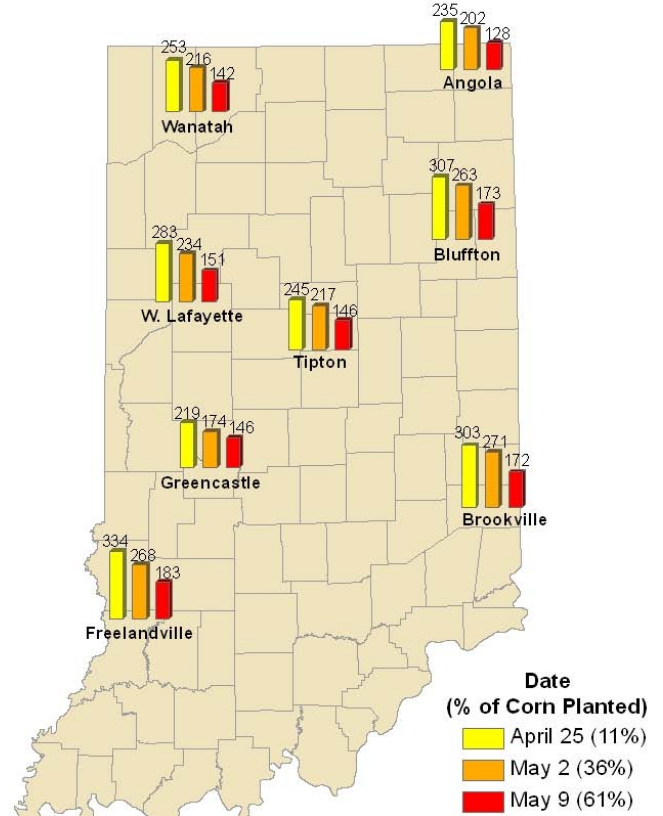 235 202 128
Angola
253 216 142
Wanatah
307 263 173
Bluffton
283 234 151
W. Lafayette
245 217 146
Tipton
219 174 146
Greencastle
303 271 172
Brookville
334 268 183
Freelandville
Date
(% of Corn Planted)
April 25 (11%)
May 2 (36%)
May 9 (61%)